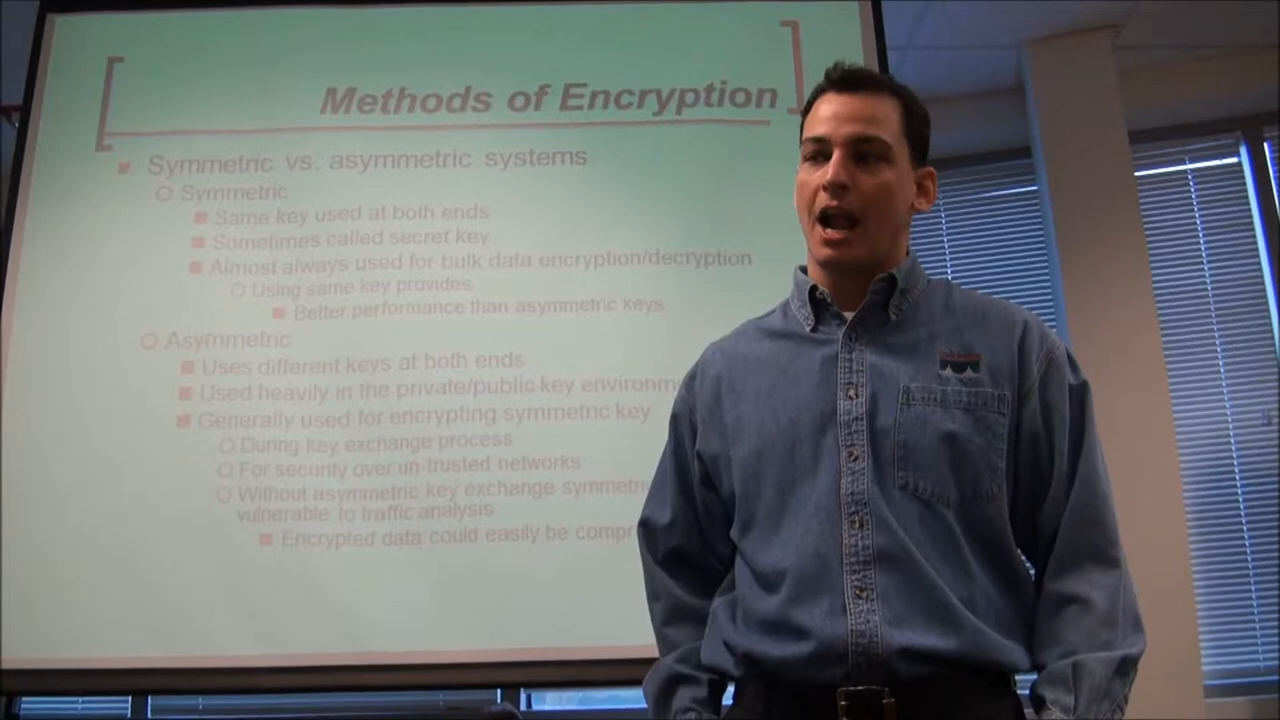 Methods of Encryption
Symmetric vs. asymmetric systems
Symmetric
Same key used at both ends
Sometimes called secret key
Almost always used for bulk data encryption/decryption
Using same key provides
Better performance than asymmetric keys
Asymmetric
Uses different keys at both ends
Used heavily in the private/public key environm
Generally used for encrypting symmetric key
During key exchange process
For security over un-trusted networks
Without asymmetric key exchange symmetr
vulnerable to traffic analysis
Encrypted data could easily be compr